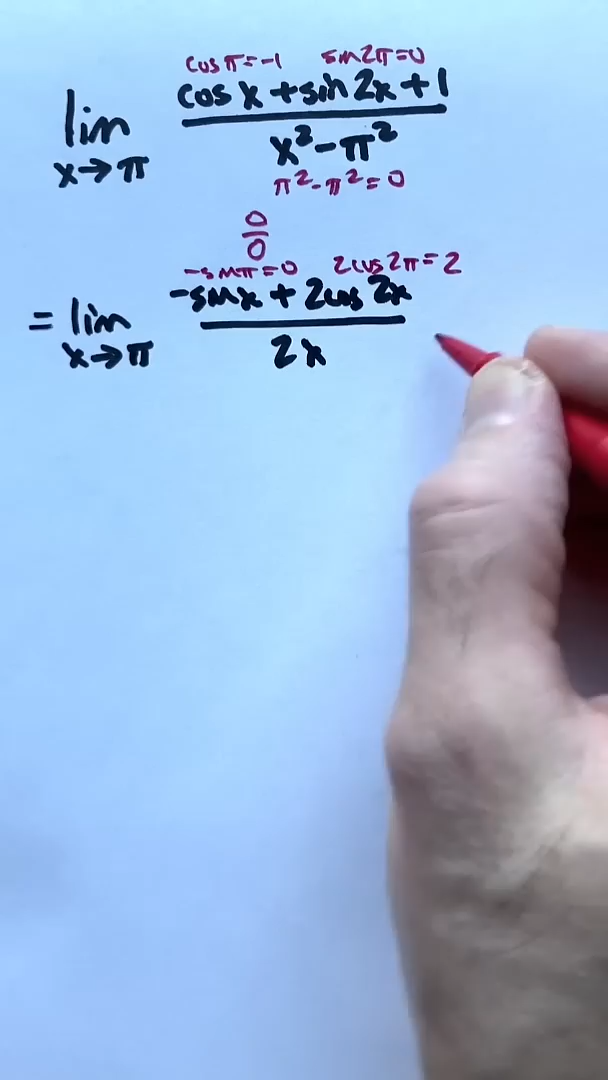 cos π = -1 sin 2π = 0
cos x + sin 2x + 1
lim
x→π
x² - π²
π² - π² = 0
0
0
-sin π = 0 2cos 2π = 2
-sin x + 2cos 2x
= lim
x→π
2x